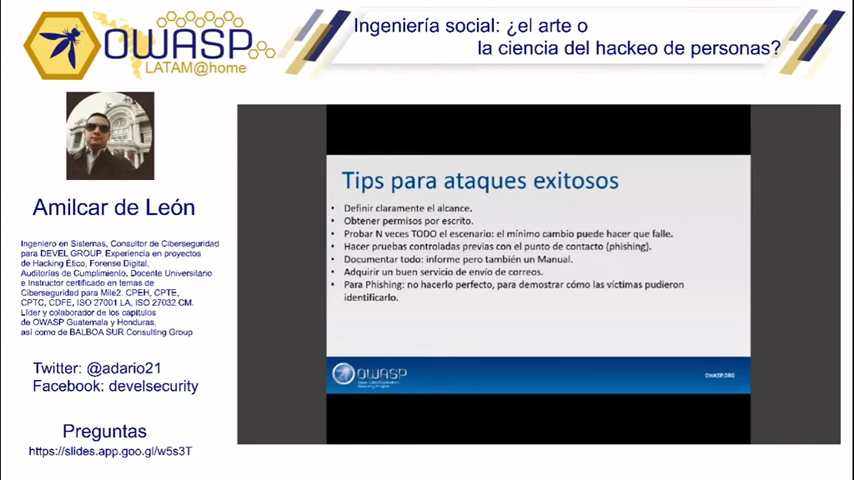 OWASP
LATAM@home
Ingeniería social: ¿el arte o
la ciencia del hackeo de personas?
Amilcar de León
Ingeniero en Sistemas, Consultor de Ciberseguridad
para DEVEL GROUP. Experiencia en proyectos
de Hacking Ético, Forense Digital,
Auditorías de Cumplimiento. Docente Universitario
e Instructor certificado en temas de
Ciberseguridad para Mile2. CPEH, CPTE,
CPTC, CDFE, ISO 27001 LA, ISO 27032 CM.
Líder y colaborador de los capítulos
de OWASP Guatemala y Honduras,
así como de BALBOA SUR Consulting Group
Twitter: @adario21
Facebook: develsecurity
Preguntas
https://slides.app.goo.gl/w5s3T
Tips para ataques exitosos
• Definir claramente el alcance.
• Obtener permisos por escrito.
• Probar N veces TODO el escenario: el mínimo cambio puede hacer que falle.
• Hacer pruebas controladas previas con el punto de contacto (phishing).
• Documentar todo: informe pero también un Manual.
• Adquirir un buen servicio de envío de correos.
• Para Phishing: no hacerlo perfecto, para demostrar cómo las víctimas pudieron
identificarlo.
OWASP
OWASP.ORG